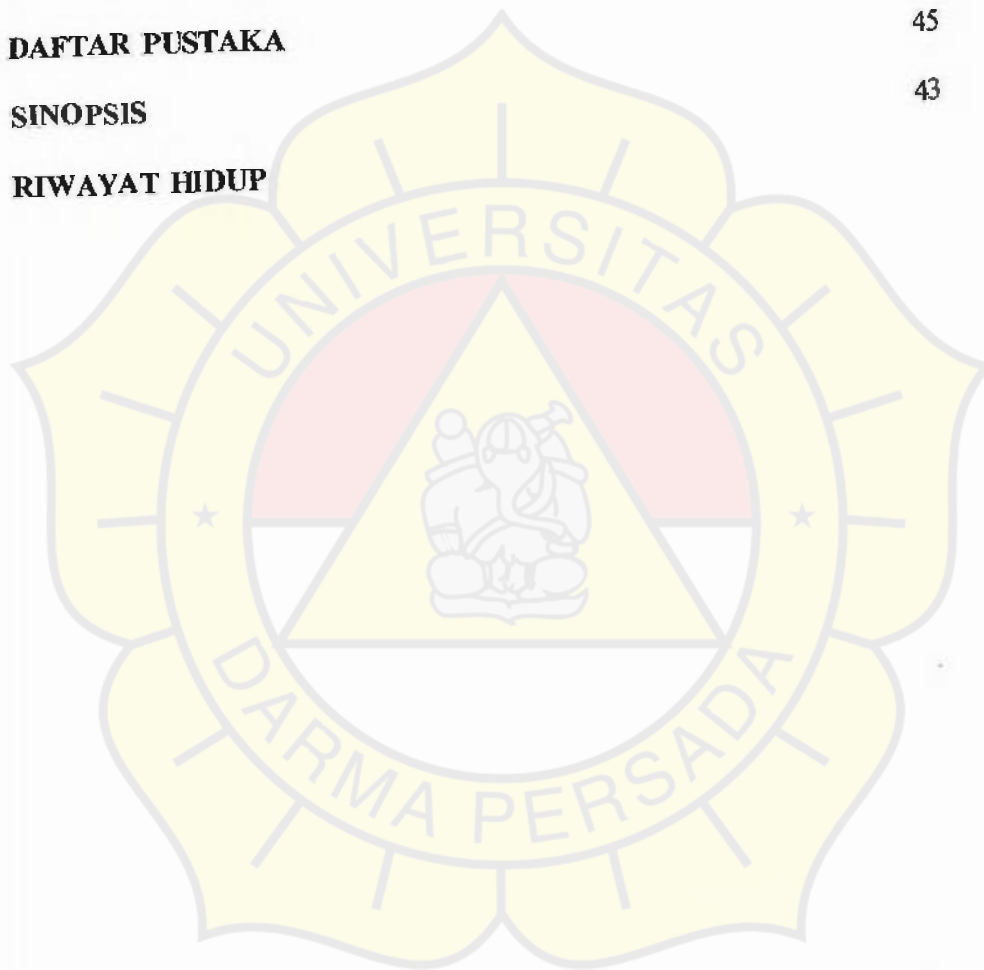 DAFTAR PUSTAKA 45
SINOPSIS 43
RIWAYAT HIDUP
UNIVERSITAS
DARMA PERSADA